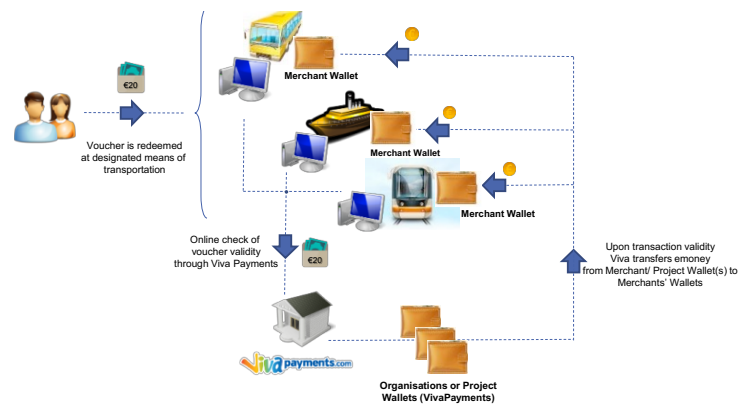 €20
Merchant Wallet
Voucher is redeemed
at designated means of
transportation
Merchant Wallet
Merchant Wallet
Online check of
voucher validity
through Viva Payments
€20
Upon transaction validity
Viva transfers emoney
from Merchant/ Project Wallet(s) to
Merchants' Wallets
Vivapayments.com
Organisations or Project
Wallets (VivaPayments)